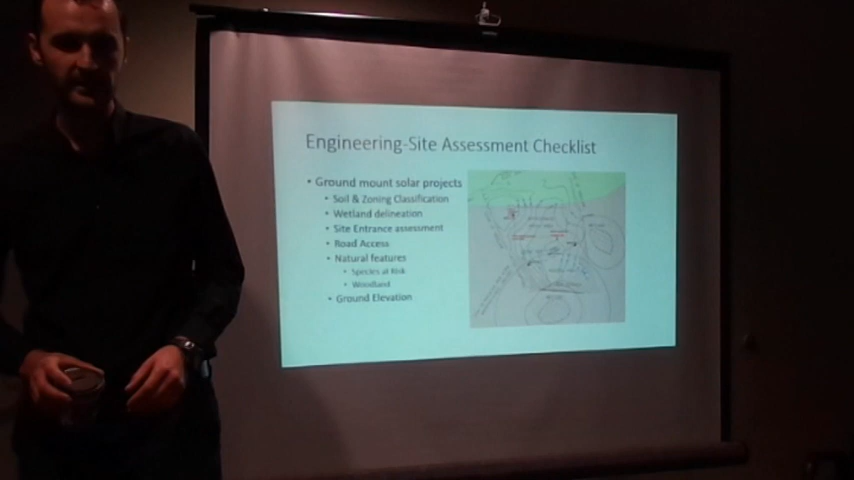 Engineering-Site Assessment Checklist
• Ground mount solar projects
• Soil & Zoning Classification
• Wetland delineation
• Site Entrance assessment
• Road Access
• Natural features
• Species at Risk
• Woodland
• Ground Elevation